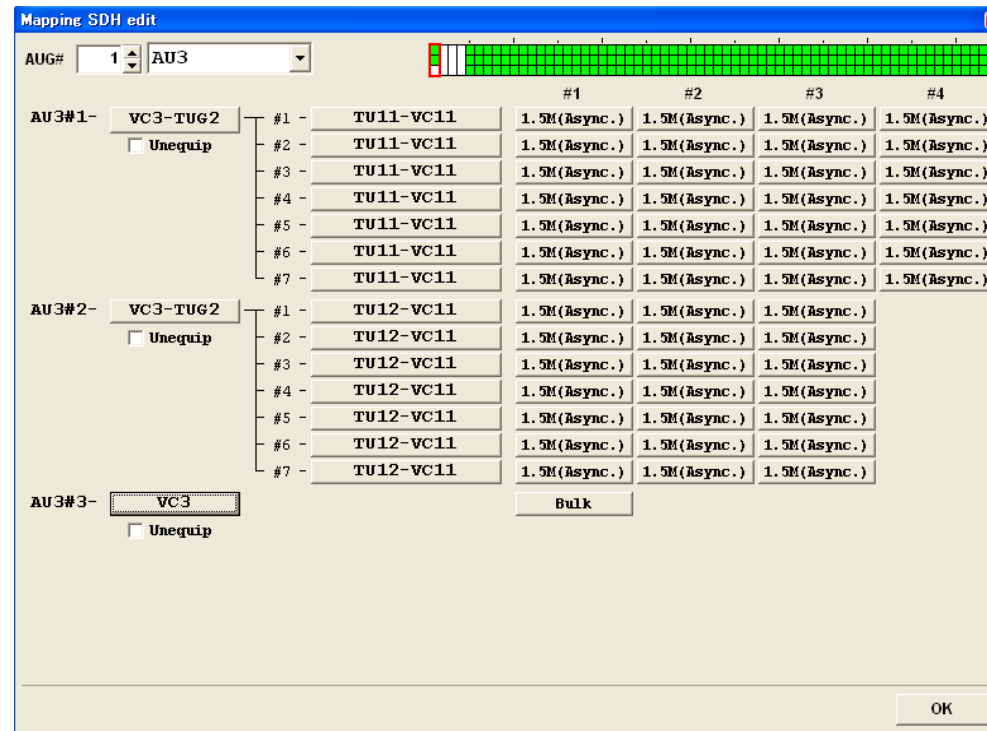 Mapping SDH edit
AUG# 1 AU3
#1 #2 #3 #4
AU3#1- VC3-TUG2 #1 - TU11-VC11 1.5M(Async.) 1.5M(Async.) 1.5M(Async.) 1.5M(Async.)
Unequip #2 - TU11-VC11 1.5M(Async.) 1.5M(Async.) 1.5M(Async.) 1.5M(Async.)
#3 - TU11-VC11 1.5M(Async.) 1.5M(Async.) 1.5M(Async.) 1.5M(Async.)
#4 - TU11-VC11 1.5M(Async.) 1.5M(Async.) 1.5M(Async.) 1.5M(Async.)
#5 - TU11-VC11 1.5M(Async.) 1.5M(Async.) 1.5M(Async.) 1.5M(Async.)
#6 - TU11-VC11 1.5M(Async.) 1.5M(Async.) 1.5M(Async.) 1.5M(Async.)
#7 - TU11-VC11 1.5M(Async.) 1.5M(Async.) 1.5M(Async.) 1.5M(Async.)
AU3#2- VC3-TUG2 #1 - TU12-VC11 1.5M(Async.) 1.5M(Async.) 1.5M(Async.)
Unequip #2 - TU12-VC11 1.5M(Async.) 1.5M(Async.) 1.5M(Async.)
#3 - TU12-VC11 1.5M(Async.) 1.5M(Async.) 1.5M(Async.)
#4 - TU12-VC11 1.5M(Async.) 1.5M(Async.) 1.5M(Async.)
#5 - TU12-VC11 1.5M(Async.) 1.5M(Async.) 1.5M(Async.)
#6 - TU12-VC11 1.5M(Async.) 1.5M(Async.) 1.5M(Async.)
#7 - TU12-VC11 1.5M(Async.) 1.5M(Async.) 1.5M(Async.)
AU3#3- VC3 Bulk
Unequip
OK